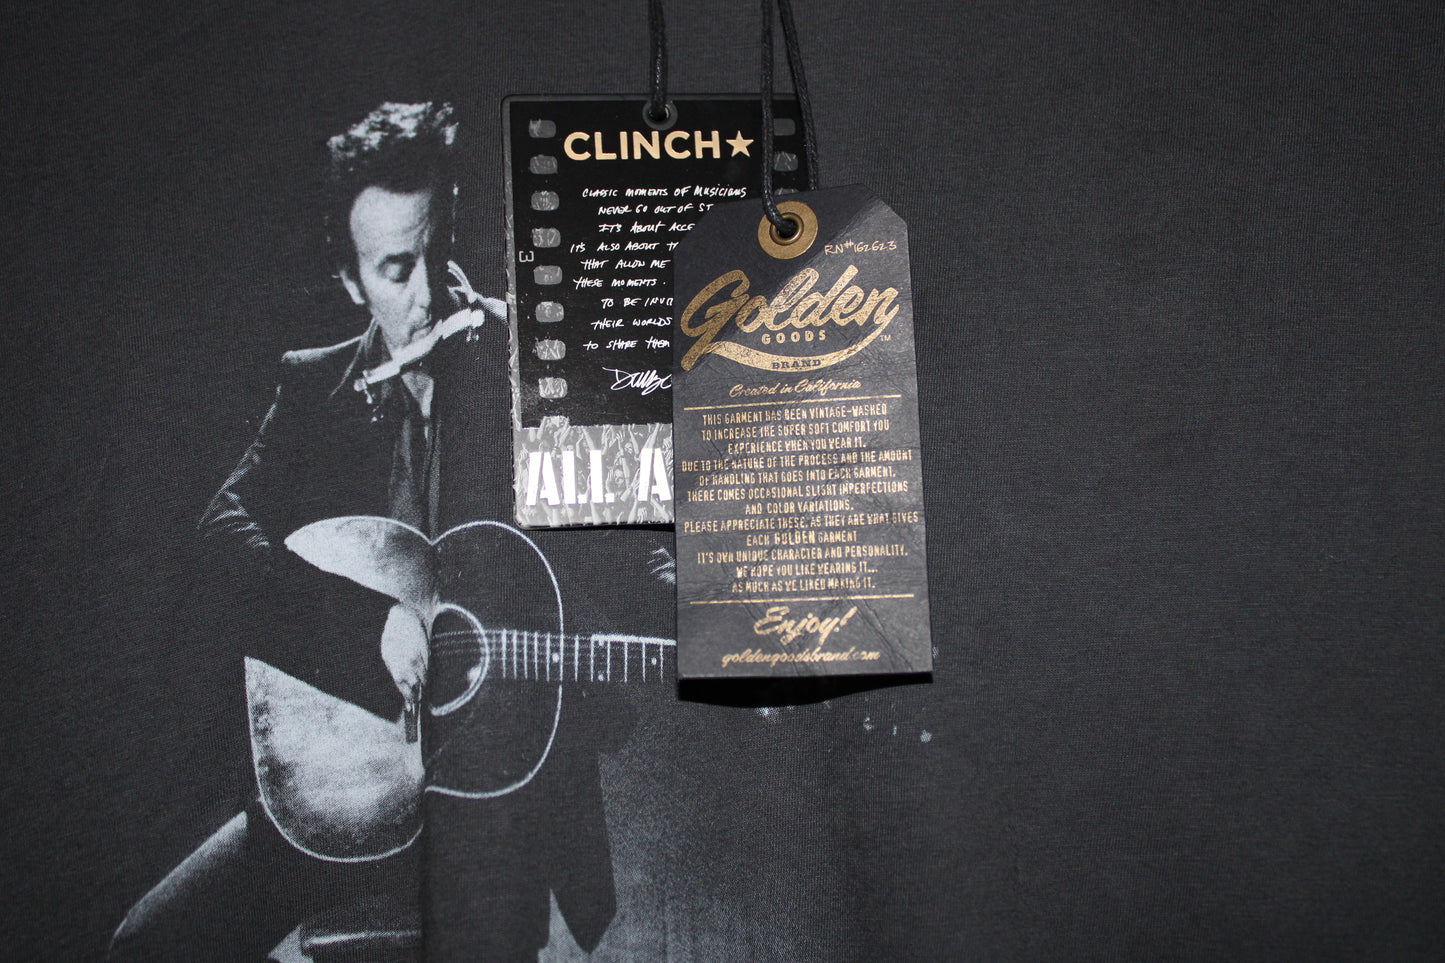 CLINCH★
CLASSIC MOMENTS OF MUSICIANS
NEVER GO OUT OF ST
IT'S ABOUT ACCE
IT'S ALSO ABOUT
THAT ALLOW ME
THESE MOMENTS.
TO BE INVIT
THEIR WORLDS
TO SHARE THEM
3
ALL A
RN#162623
Golden
GOODS
BRAND
TM
Created in California
THIS GARMENT HAS BEEN VINTAGE-WASHED
TO INCREASE THE SUPER SOFT COMFORT YOU
EXPERIENCE WHEN YOU WEAR IT.
DUE TO THE NATURE OF THE PROCESS AND THE AMOUNT
OF HANDLING THAT GOES INTO EACH GARMENT,
THERE COMES OCCASIONAL SLIGHT IMPERFECTIONS
AND COLOR VARIATIONS.
PLEASE APPRECIATE THESE, AS THEY ARE WHAT GIVES
EACH GOLDEN GARMENT
IT'S OWN UNIQUE CHARACTER AND PERSONALITY.
WE HOPE YOU LIKE WEARING IT...
AS MUCH AS WE LIKED MAKING IT.
Enjoy!
goldengoodsbrand.com